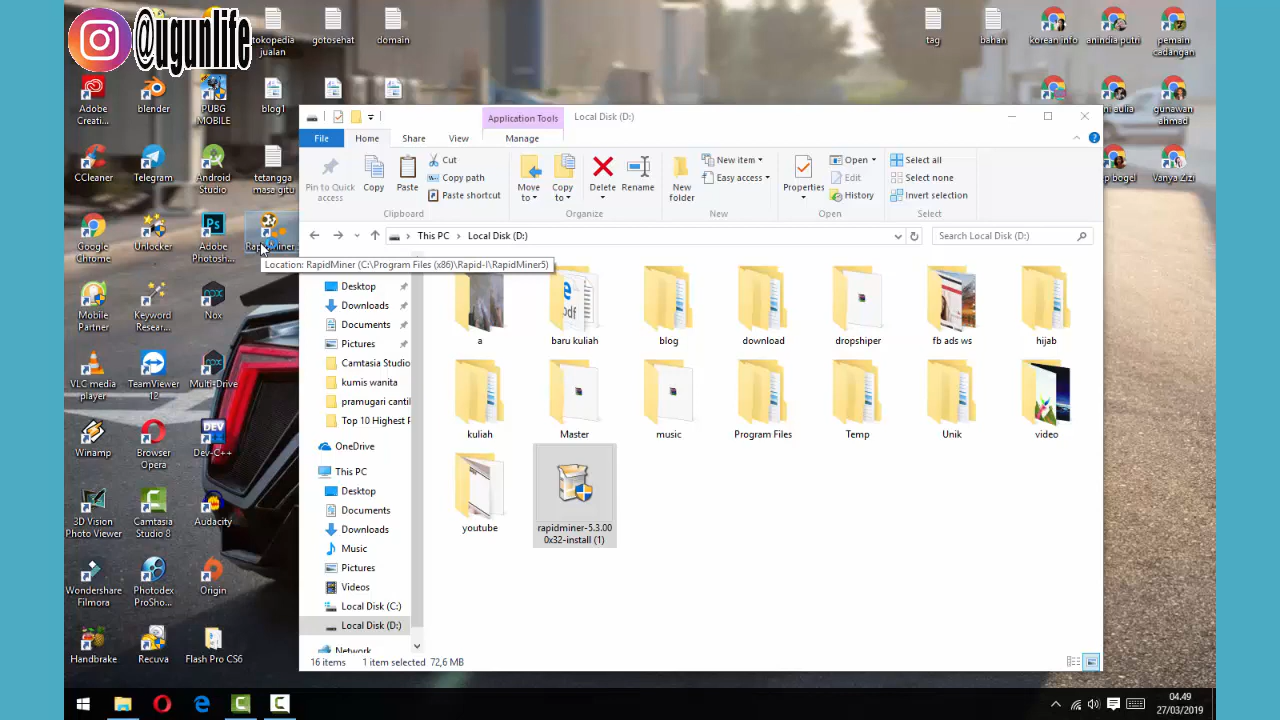 @ugunlife
tokopedia
jualan
gotosehat
domain
tag
bahan
korean info
anindia putri
pemain
cadangan
Adobe
Creati...
blender
PUBG
MOBILE
blog1
aulia
gunawan
ahmad
CCleaner
Telegram
Android
Studio
tetangga
masa gitu
bogel
Vanya Zizi
Google
Chrome
Unlocker
Adobe
Photosh...
RapidMiner
Mobile
Partner
Keyword
Resear...
Nox
VLC media
player
TeamViewer
12
Multi-Drive
Winamp
Browser
Opera
DEV
Dev-C++
3D Vision
Photo Viewer
Camtasia
Studio 8
Audacity
Wondershare
Filmora
Photodex
ProSho...
Origin
Handbrake
Recuva
Flash Pro CS6
Application Tools
Local Disk (D:)
File
Home
Share
View
Manage
Pin to Quick
access
Copy
Paste
Cut
Copy path
Paste shortcut
Clipboard
Move
to
Copy
to
Delete
Rename
Organize
New
folder
New item
Easy access
New
Properties
Open
Edit
History
Open
Select all
Select none
Invert selection
Select
This PC
Local Disk (D:)
Search Local Disk (D:)
Location: RapidMiner (C:\Program Files (x86)\Rapid-I\RapidMiner5)
Desktop
Downloads
Documents
Pictures
Camtasia Studio
kumis wanita
pramugari cantil
Top 10 Highest
OneDrive
This PC
Desktop
Documents
Downloads
Music
Pictures
Videos
Local Disk (C:)
Local Disk (D:)
Network
a
baru kuliah
blog
download
dropshiper
fb ads ws
hijab
kuliah
Master
music
Program Files
Temp
Unik
video
youtube
rapidminer-5.3.00
0x32-install (1)
16 items
1 item selected
72,6 MB
04.49
27/03/2019